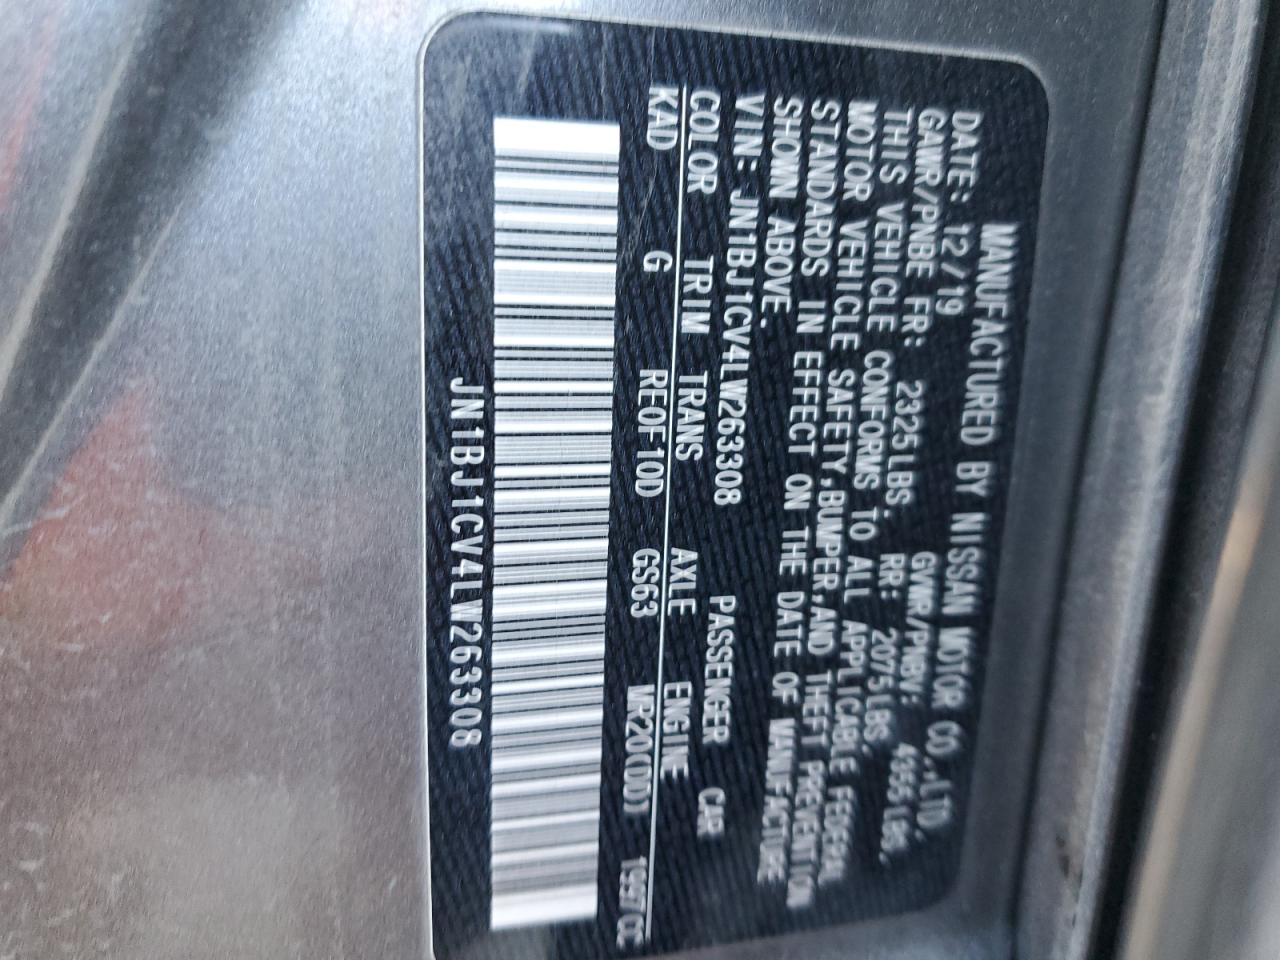 MANUFACTURED BY NISSAN MOTOR CO.,LTD.
DATE: 12/19 GVWR/PNBV: 4355LBS.
GAWR/PNBE FR: 2325LBS. RR: 2075LBS
THIS VEHICLE CONFORMS TO ALL APPLICABLE FEDERAL
MOTOR VEHICLE SAFETY,BUMPER,AND THEFT PREVENTION
STANDARDS IN EFFECT ON THE DATE OF MANUFACTURE
SHOWN ABOVE.
VIN: JN1BJ1CV4LW263308 PASSENGER CAR
COLOR TRIM TRANS AXLE ENGINE
KAD G RE0F10D GS63 MR20(DD) 1997CC
JN1BJ1CV4LW263308